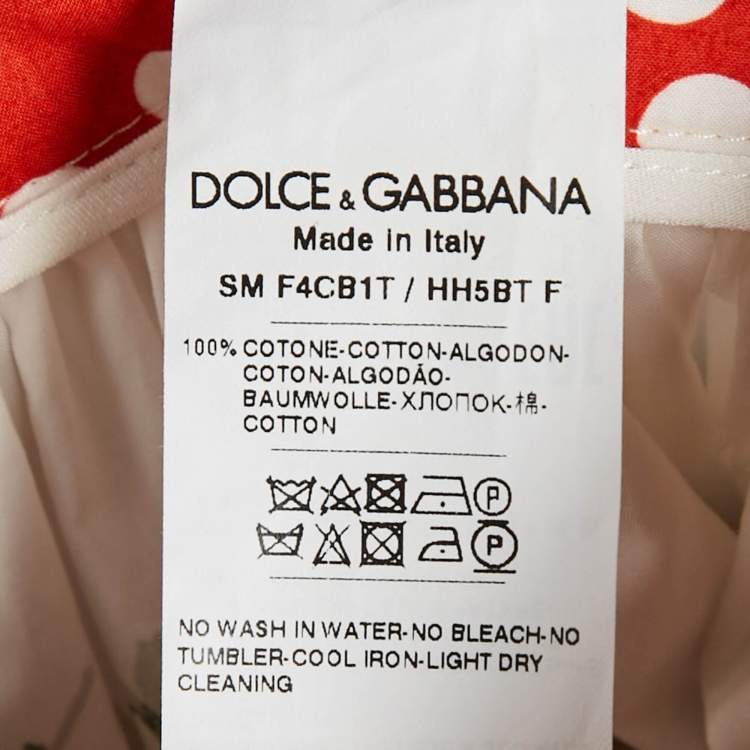 DOLCE & GABBANA
Made in Italy
SM F4CB1T / HH5BT F
100% COTONE-COTTON-ALGODON-
COTON-ALGODÃO-
BAUMWOLLE-ХЛОПОК-棉-
COTTON
P
P
NO WASH IN WATER-NO BLEACH-NO
TUMBLER-COOL IRON-LIGHT DRY
CLEANING